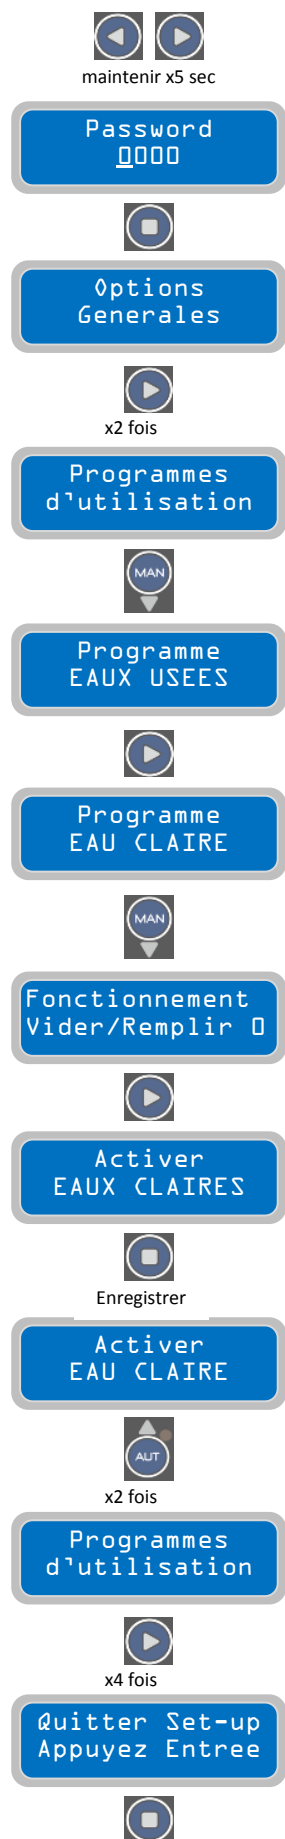 maintenir x5 sec
Password
0000
Options
Generales
x2 fois
Programmes
d'utilisation
MAN
Programme
EAUX USEES
Programme
EAU CLAIRE
MAN
Fonctionnement
Vider/Remplir 0
Activer
EAUX CLAIRES
Enregistrer
Activer
EAU CLAIRE
AUT
x2 fois
Programmes
d'utilisation
x4 fois
Quitter Set-up
Appuyez Entree